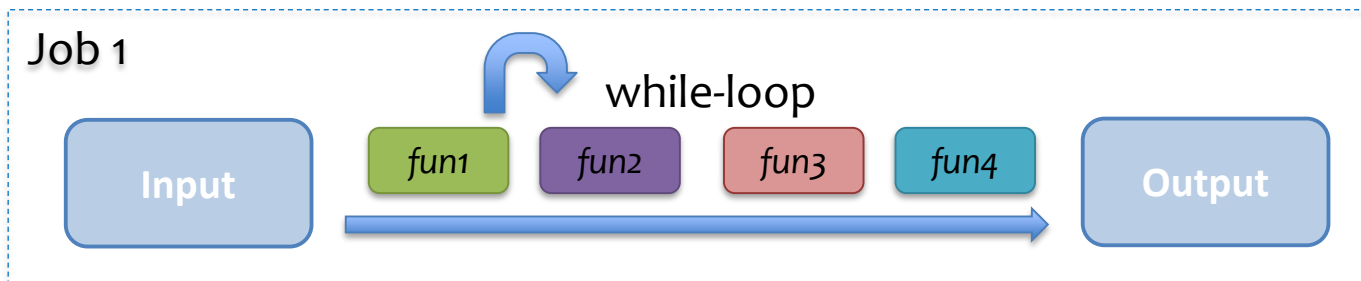 Job 1
while-loop
Input
fun1
fun2
fun3
fun4
Output